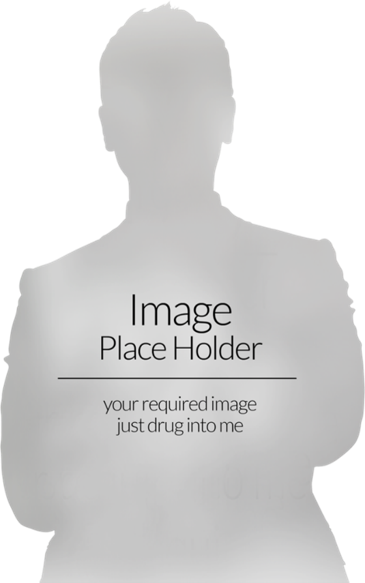 Image
Place Holder
your required image
just drug into me